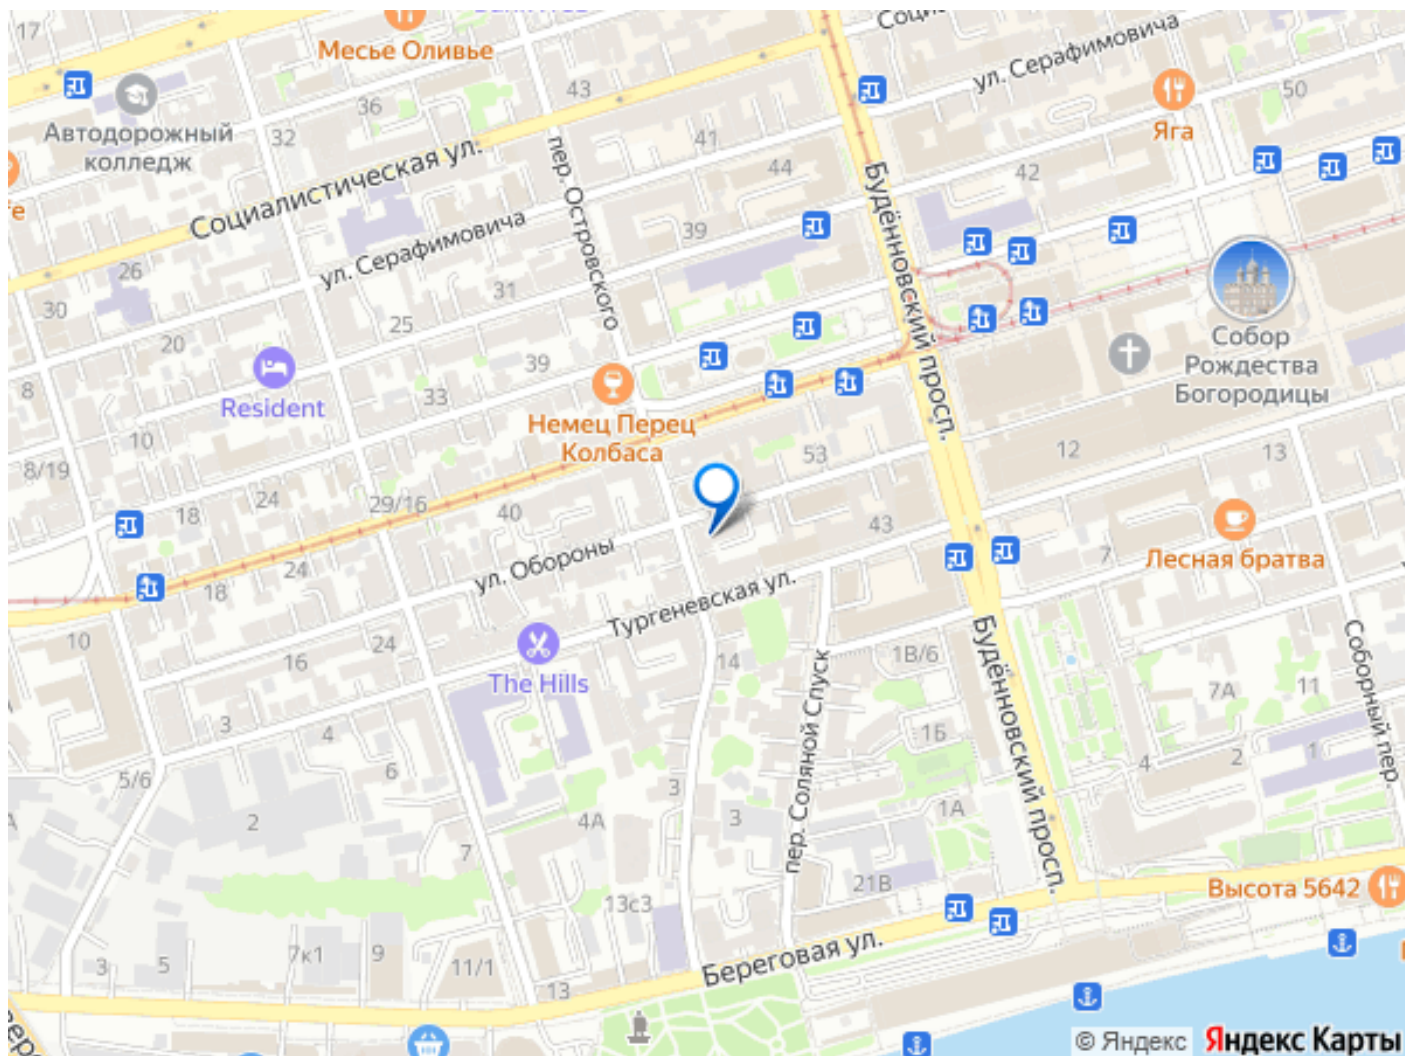 17
Месье Оливье
ул. Серафимовича
Автодорожный
колледж
36
43
32
41
44
50
Яга
42
Социалистическая ул.
пер. Островского
Будённовский просп.
ул. Серафимовича
39
26
31
30
25
20
39
33
8
Resident
10
Немец Перец
Колбаса
Собор
Рождества
Богородицы
8/19
24
18
29/16
40
53
12
13
43
24
18
ул. Обороны
Тургеневская ул.
7
Лесная братва
10
24
16
The Hills
14
1В/6
Будённовский просп.
7А
11
Соборный пер.
3
4
5/6
6
пер. Соляной Спуск
1Б
4
2
1
2
3
3
4А
1А
7
21В
13с3
Высота 5642
3
5
7к1
9
11/1
13
Береговая ул.
© Яндекс Яндекс Карты